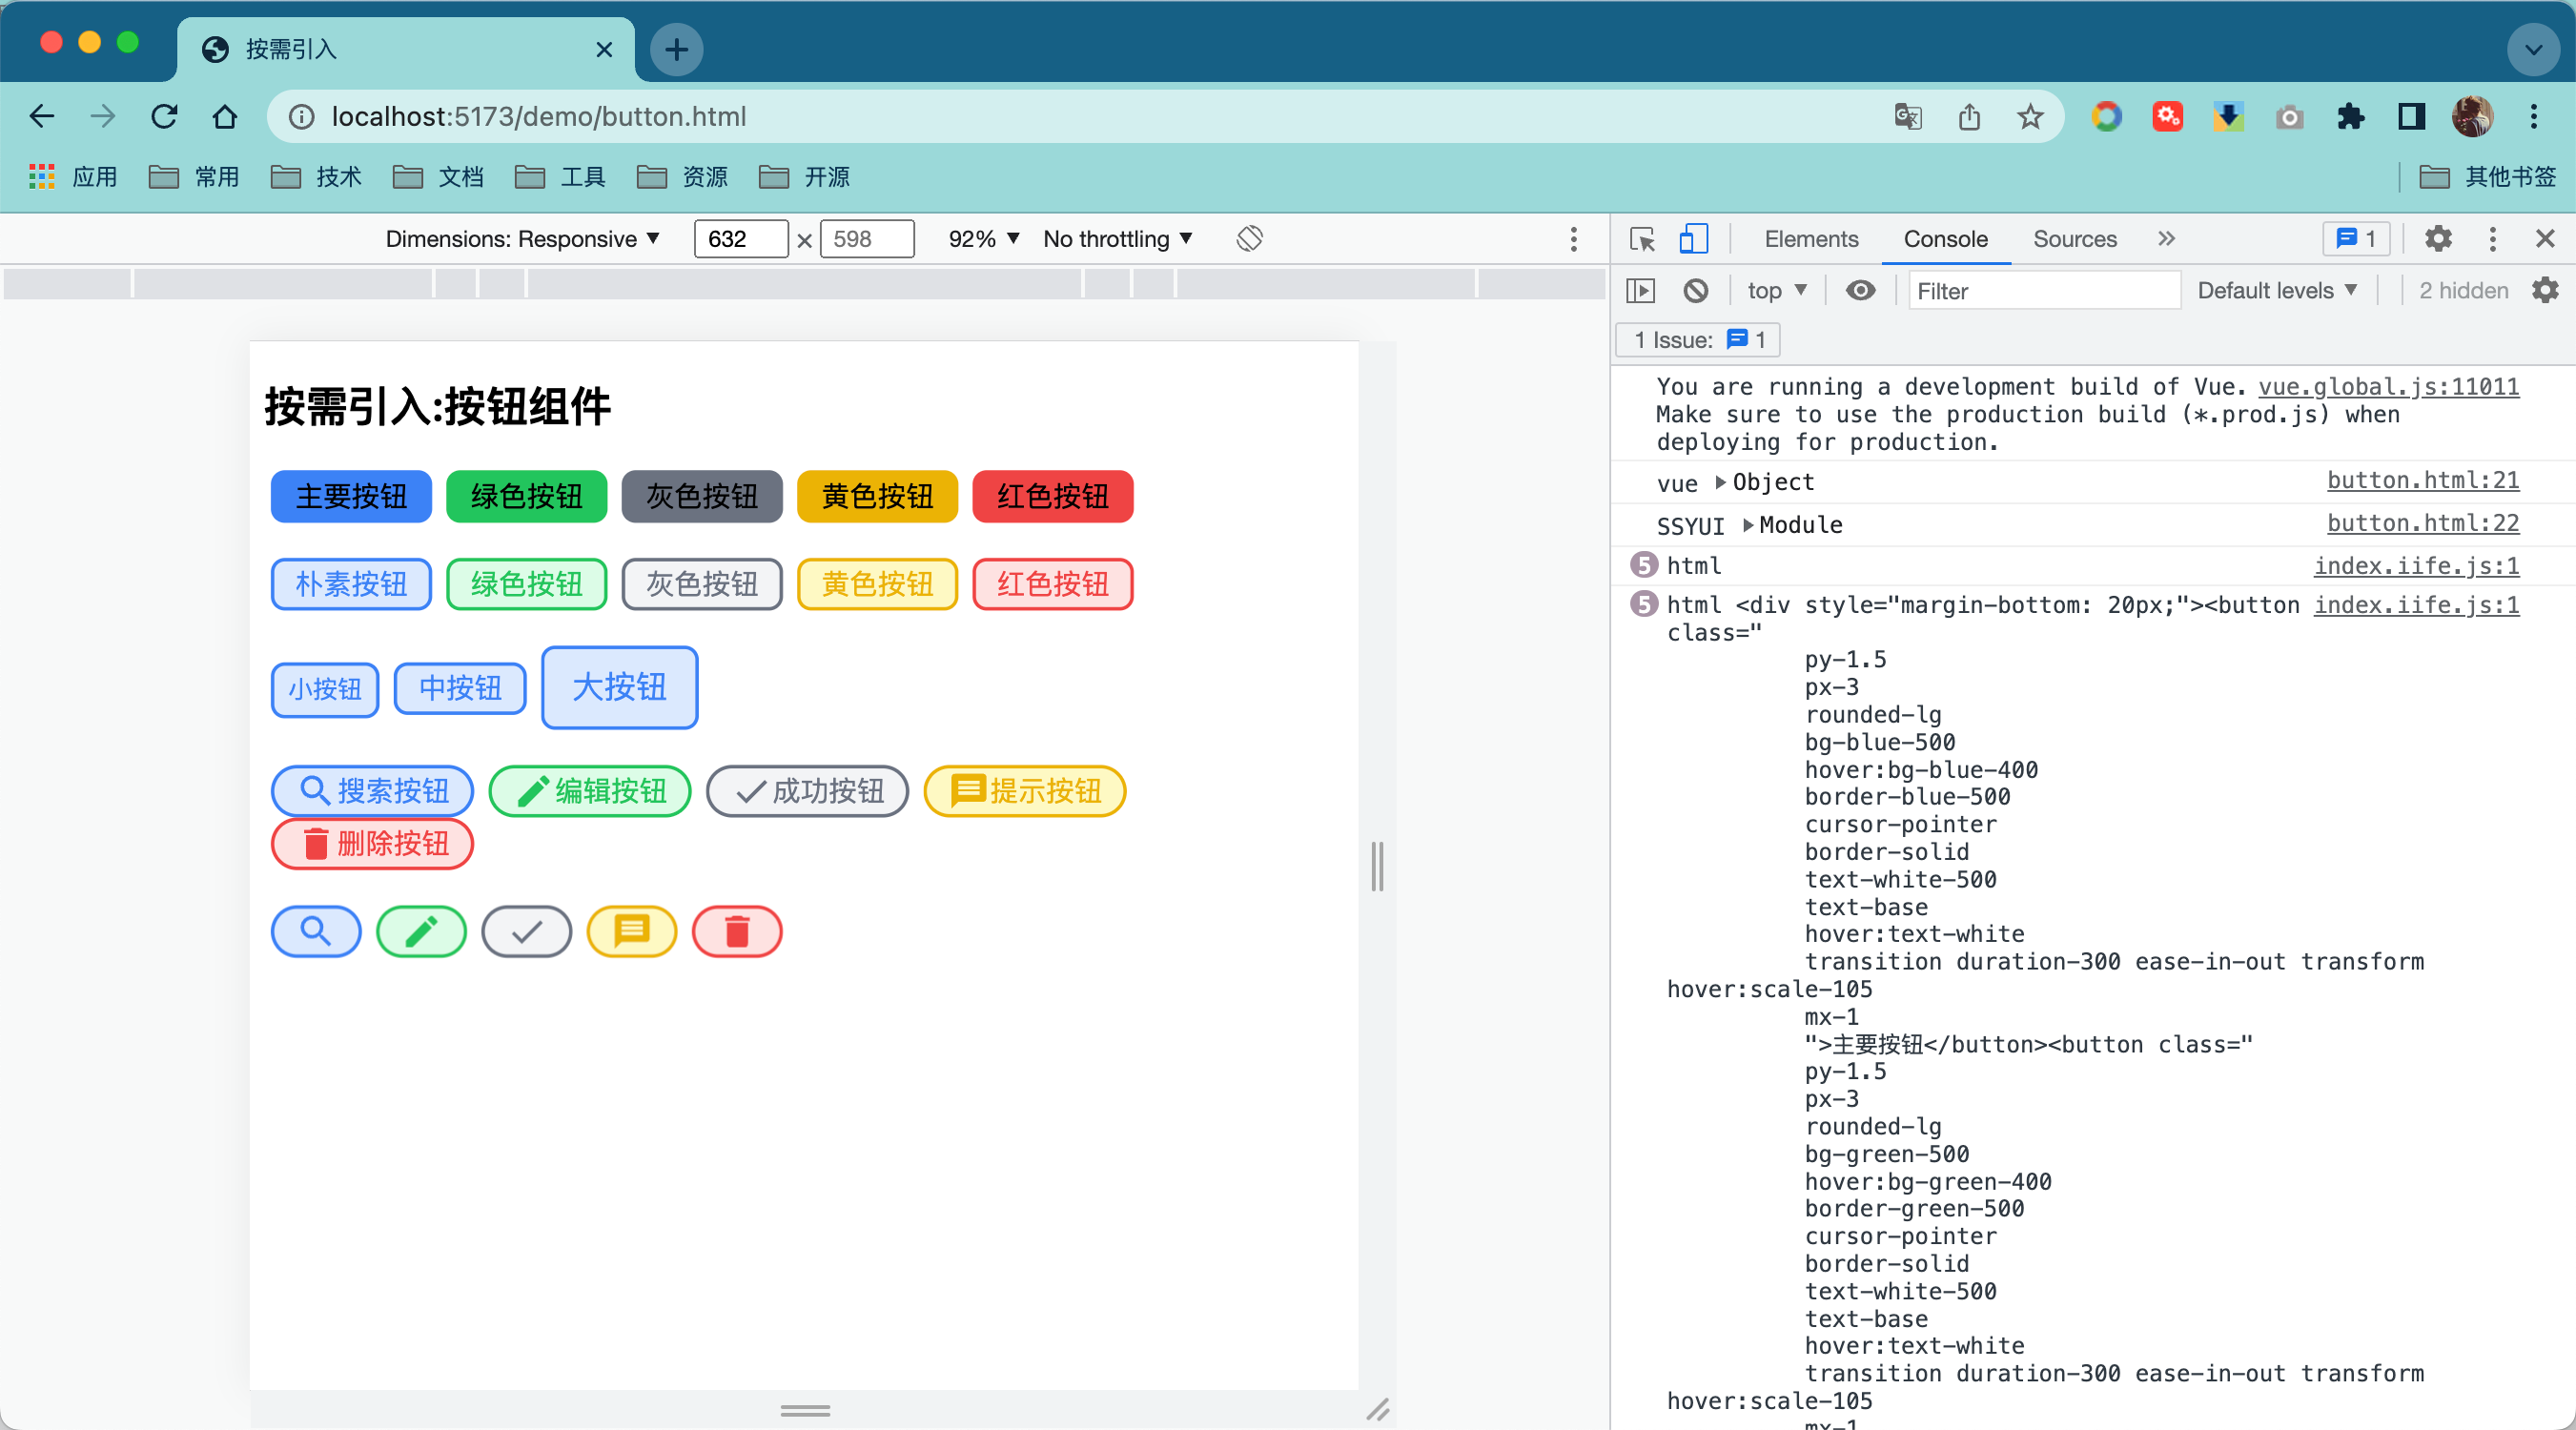 按需引入
localhost:5173/demo/button.html
应用 常用 技术 文档 工具 资源 开源 其他书签
Dimensions: Responsive ▼ 632 × 598 92% ▼ No throttling ▼
Elements Console Sources » 1
top ▼ Filter Default levels ▼ 2 hidden
1 Issue: 1
按需引入:按钮组件
主要按钮 绿色按钮 灰色按钮 黄色按钮 红色按钮
朴素按钮 绿色按钮 灰色按钮 黄色按钮 红色按钮
小按钮 中按钮 大按钮
搜索按钮 编辑按钮 成功按钮 提示按钮
删除按钮
You are running a development build of Vue. vue.global.js:11011
Make sure to use the production build (*.prod.js) when
deploying for production.
vue ▶Object button.html:21
SSYUI ▶Module button.html:22
5 html index.iife.js:1
5 html <div style="margin-bottom: 20px;"><button index.iife.js:1
class="
py-1.5
px-3
rounded-lg
bg-blue-500
hover:bg-blue-400
border-blue-500
cursor-pointer
border-solid
text-white-500
text-base
hover:text-white
transition duration-300 ease-in-out transform
hover:scale-105
mx-1
">主要按钮</button><button class="
py-1.5
px-3
rounded-lg
bg-green-500
hover:bg-green-400
border-green-500
cursor-pointer
border-solid
text-white-500
text-base
hover:text-white
transition duration-300 ease-in-out transform
hover:scale-105
mx-1